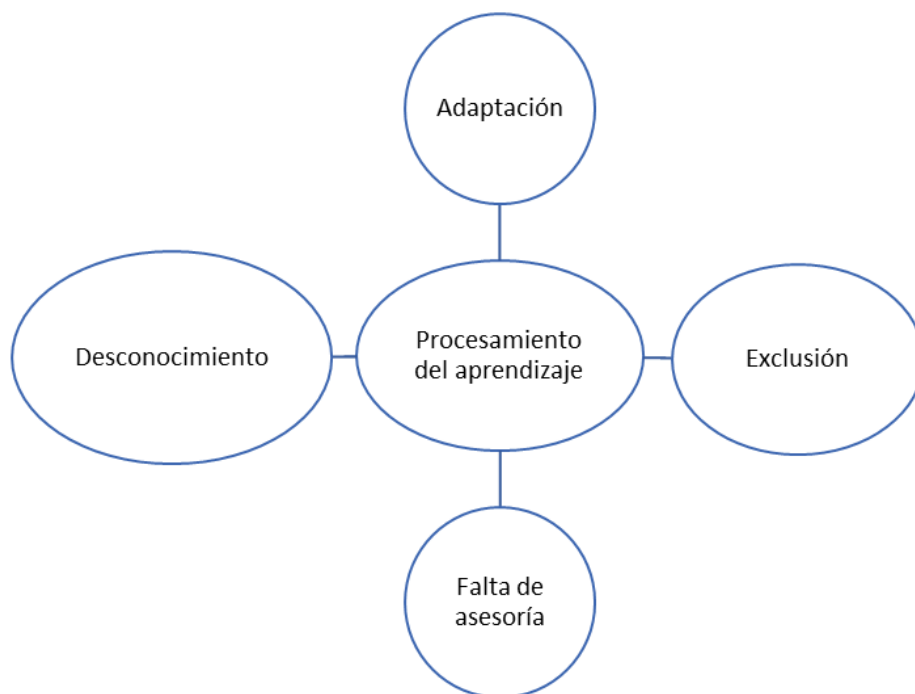 Adaptación
Desconocimiento
Procesamiento
del aprendizaje
Exclusión
Falta de
asesoría